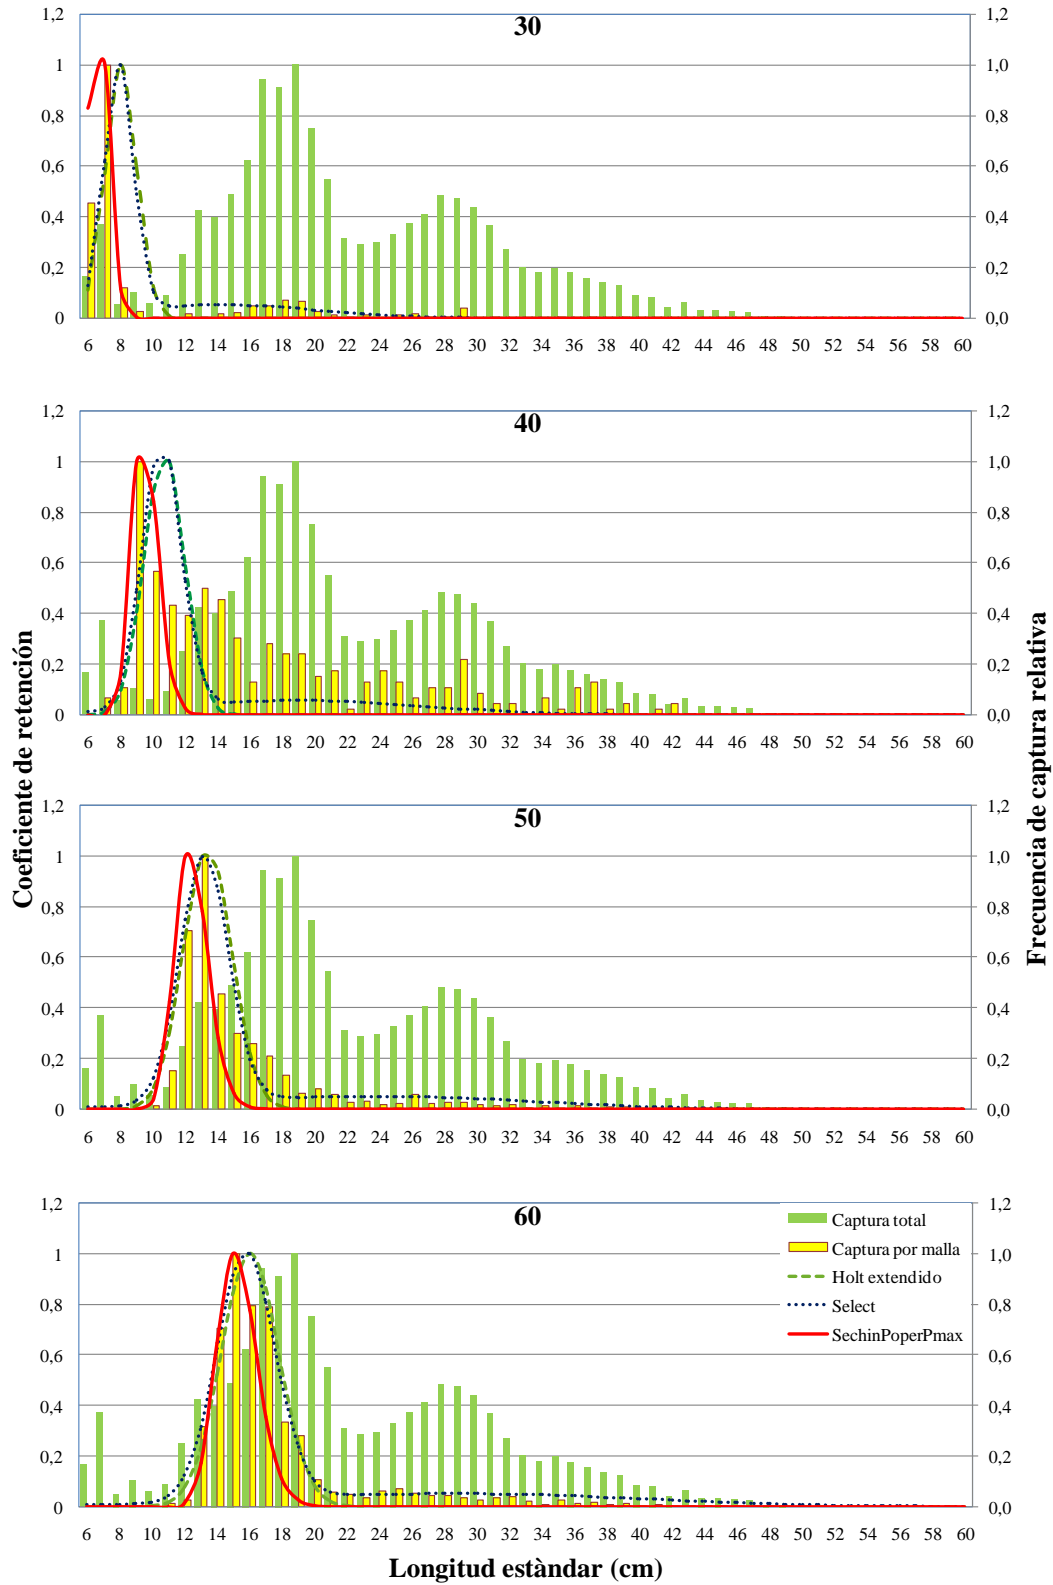 30
1,2 1,2
1 1,0
0,8 0,8
0,6 0,6
0,4 0,4
0,2 0,2
0 0,0
6 8 10 12 14 16 18 20 22 24 26 28 30 32 34 36 38 40 42 44 46 48 50 52 54 56 58 60
40
1,2 1,2
1 1,0
0,8 0,8
0,6 0,6
0,4 0,4
0,2 0,2
0 0,0
6 8 10 12 14 16 18 20 22 24 26 28 30 32 34 36 38 40 42 44 46 48 50 52 54 56 58 60
Coeficiente de retención
Frecuencia de captura relativa
50
1,2 1,2
1 1,0
0,8 0,8
0,6 0,6
0,4 0,4
0,2 0,2
0 0,0
6 8 10 12 14 16 18 20 22 24 26 28 30 32 34 36 38 40 42 44 46 48 50 52 54 56 58 60
60
1,2 1,2
1 1,0
0,8 0,8
0,6 0,6
0,4 0,4
0,2 0,2
0 0,0
Captura total
Captura por malla
Holt extendido
Select
SechinPoperPmax
6 8 10 12 14 16 18 20 22 24 26 28 30 32 34 36 38 40 42 44 46 48 50 52 54 56 58 60
Longitud estàndar (cm)